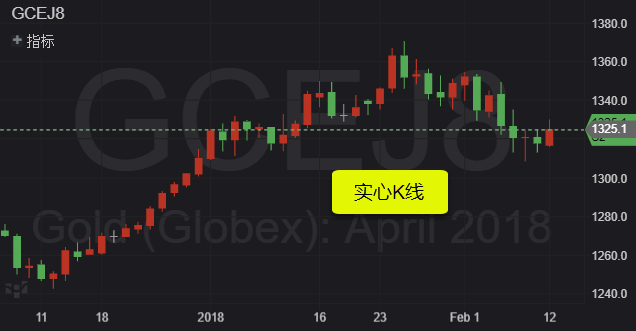 GCEJ8
+ 指标
GCEJ8
Gold (Globex): April 2018
实心K线
1380.0
1360.0
1340.0
1325.1
1300.0
1280.0
1260.0
1240.0
11 18 2018 16 23 Feb 1 12